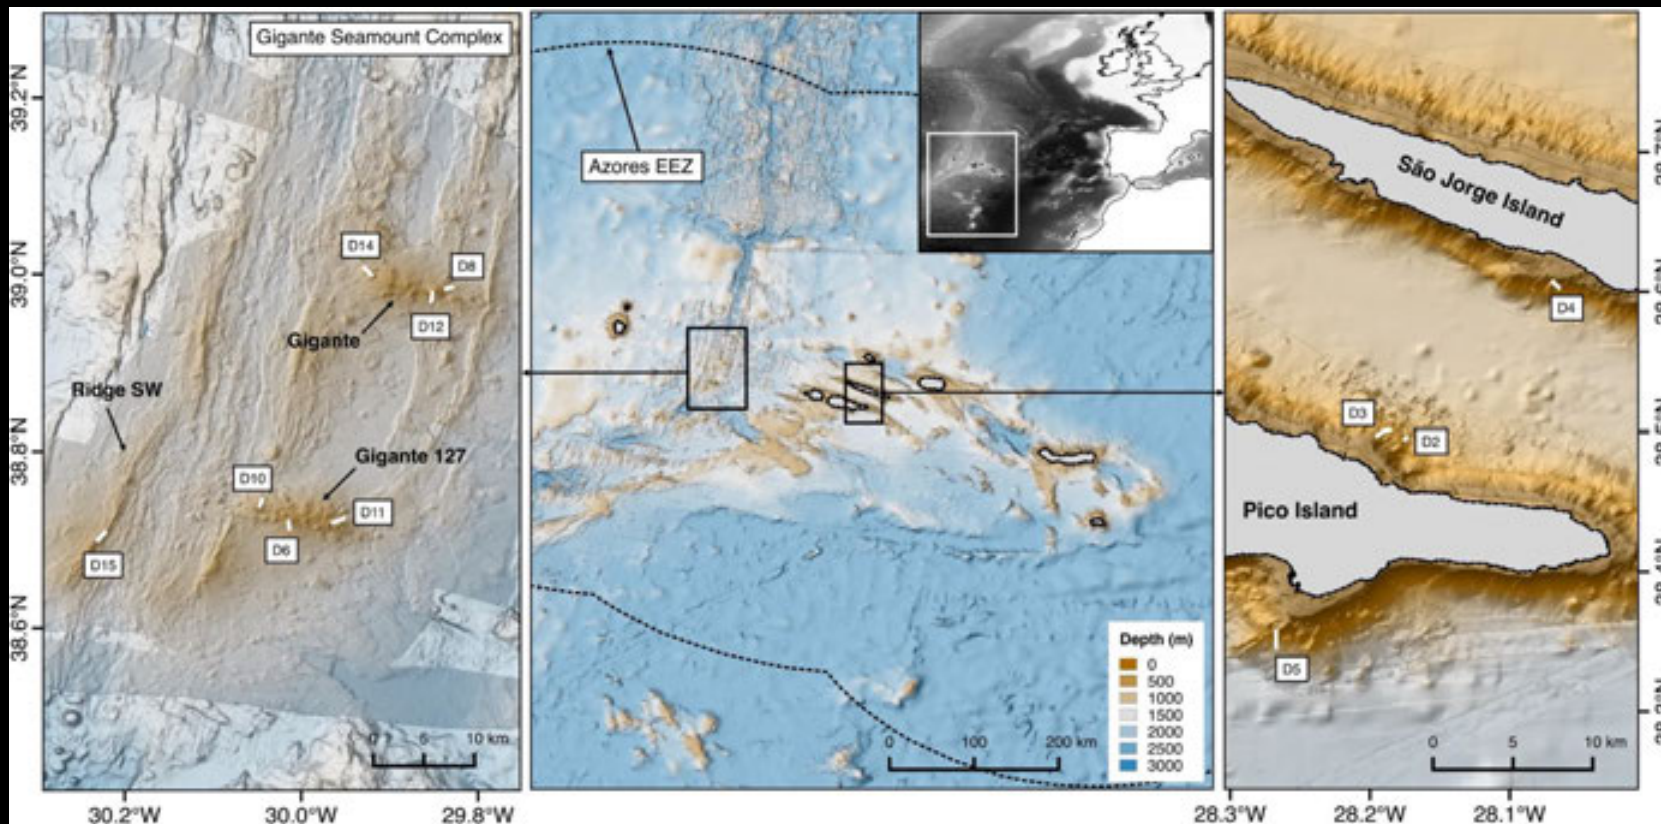 Gigante Seamount Complex
39.2°N
39.0°N
38.8°N
38.6°N
D14
D8
D12
Gigante
Ridge SW
Gigante 127
D10
D11
D6
D15
0 5 10 km
30.2°W 30.0°W 29.8°W
Azores EEZ
Depth (m)
0
500
1000
1500
2000
2500
3000
0 100 200 km
São Jorge Island
D4
D3
D2
Pico Island
D5
0 5 10 km
28.3°W 28.2°W 28.1°W